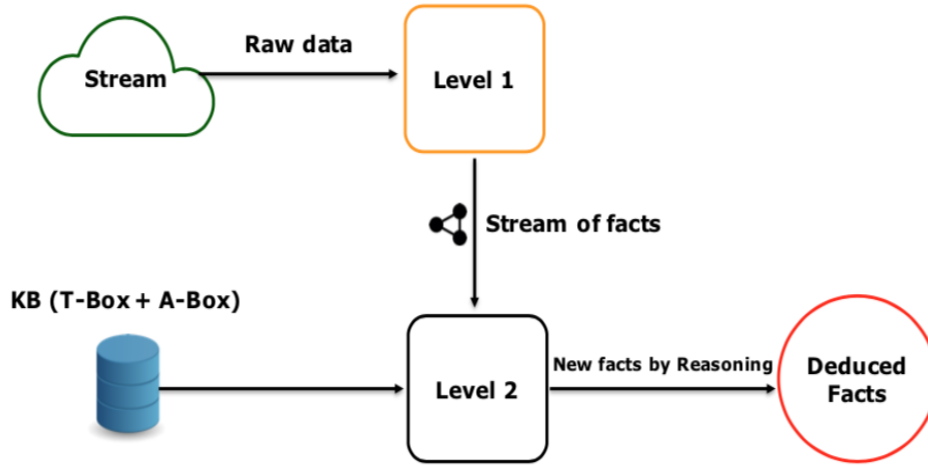 Raw data
Stream
Level 1
Stream of facts
KB (T-Box + A-Box)
Level 2
New facts by Reasoning
Deduced
Facts